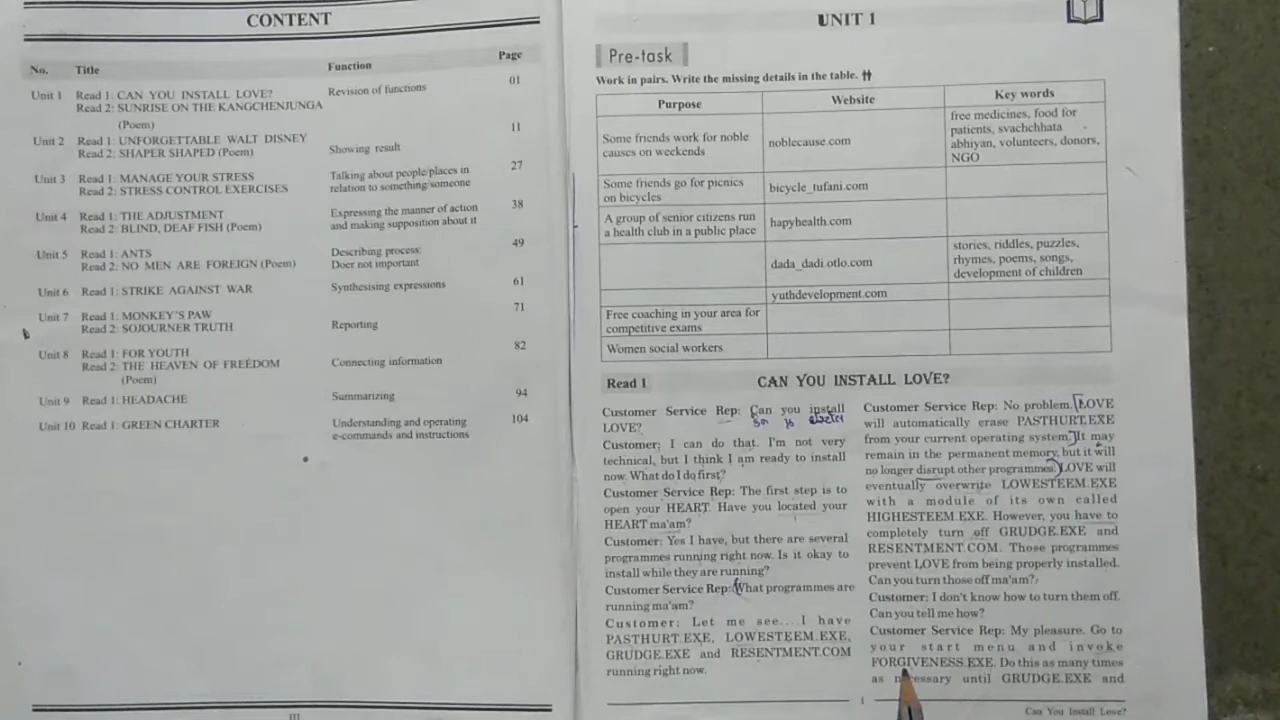 CONTENT
No. Title Function Page
Unit 1 Read 1: CAN YOU INSTALL LOVE? Revision of functions 01
Read 2: SUNRISE ON THE KANGCHENJUNGA
(Poem)
Unit 2 Read 1: UNFORGETTABLE WALT DISNEY Showing result 11
Read 2: SHAPER SHAPED (Poem)
Unit 3 Read 1: MANAGE YOUR STRESS Talking about people/places in 27
Read 2: STRESS CONTROL EXERCISES relation to something/someone
Unit 4 Read 1: THE ADJUSTMENT Expressing the manner of action 38
Read 2: BLIND, DEAF FISH (Poem) and making supposition about it
Unit 5 Read 1: ANTS Describing process: 49
Read 2: NO MEN ARE FOREIGN (Poem) Doer not important
Unit 6 Read 1: STRIKE AGAINST WAR Synthesising expressions 61
Unit 7 Read 1: MONKEY'S PAW Reporting 71
Read 2: SOJOURNER TRUTH
Unit 8 Read 1: FOR YOUTH Connecting information 82
Read 2: THE HEAVEN OF FREEDOM
(Poem)
Unit 9 Read 1: HEADACHE Summarizing 94
Unit 10 Read 1: GREEN CHARTER Understanding and operating 104
e-commands and instructions
III
UNIT 1
Pre-task
Work in pairs. Write the missing details in the table.
Purpose Website Key words
Some friends work for noble causes on weekends noblecause.com free medicines, food for
patients, svachchhata
abhiyan, volunteers, donors,
NGO
Some friends go for picnics
on bicycles bicycle_tufani.com
A group of senior citizens run
a health club in a public place hapyhealth.com
dada_dadi.otlo.com stories, riddles, puzzles,
rhymes, poems, songs,
development of children
yuthdevelopment.com
Free coaching in your area for
competitive exams
Women social workers
Read 1 CAN YOU INSTALL LOVE?
Customer Service Rep: Can you install
LOVE?
Customer: I can do that. I'm not very
technical, but I think I am ready to install
now. What do I do first?
Customer Service Rep: The first step is to
open your HEART. Have you located your
HEART ma'am?
Customer: Yes I have, but there are several
programmes running right now. Is it okay to
install while they are running?
Customer Service Rep: What programmes are
running ma'am?
Customer: Let me see....I have
PASTHURT.EXE, LOWESTEEM.EXE,
GRUDGE.EXE and RESENTMENT.COM
running right now.
Customer Service Rep: No problem. LOVE
will automatically erase PASTHURT.EXE
from your current operating system. It may
remain in the permanent memory, but it will
no longer disrupt other programmes. LOVE will
eventually overwrite LOWESTEEM.EXE
with a module of its own called
HIGHESTEEM.EXE. However, you have to
completely turn off GRUDGE.EXE and
RESENTMENT.COM. Those programmes
prevent LOVE from being properly installed.
Can you turn those off ma'am?
Customer: I don't know how to turn them off.
Can you tell me how?
Customer Service Rep: My pleasure. Go to
your start menu and invoke
FORGIVENESS.EXE. Do this as many times
as necessary until GRUDGE.EXE and
1
Can You Install Love?